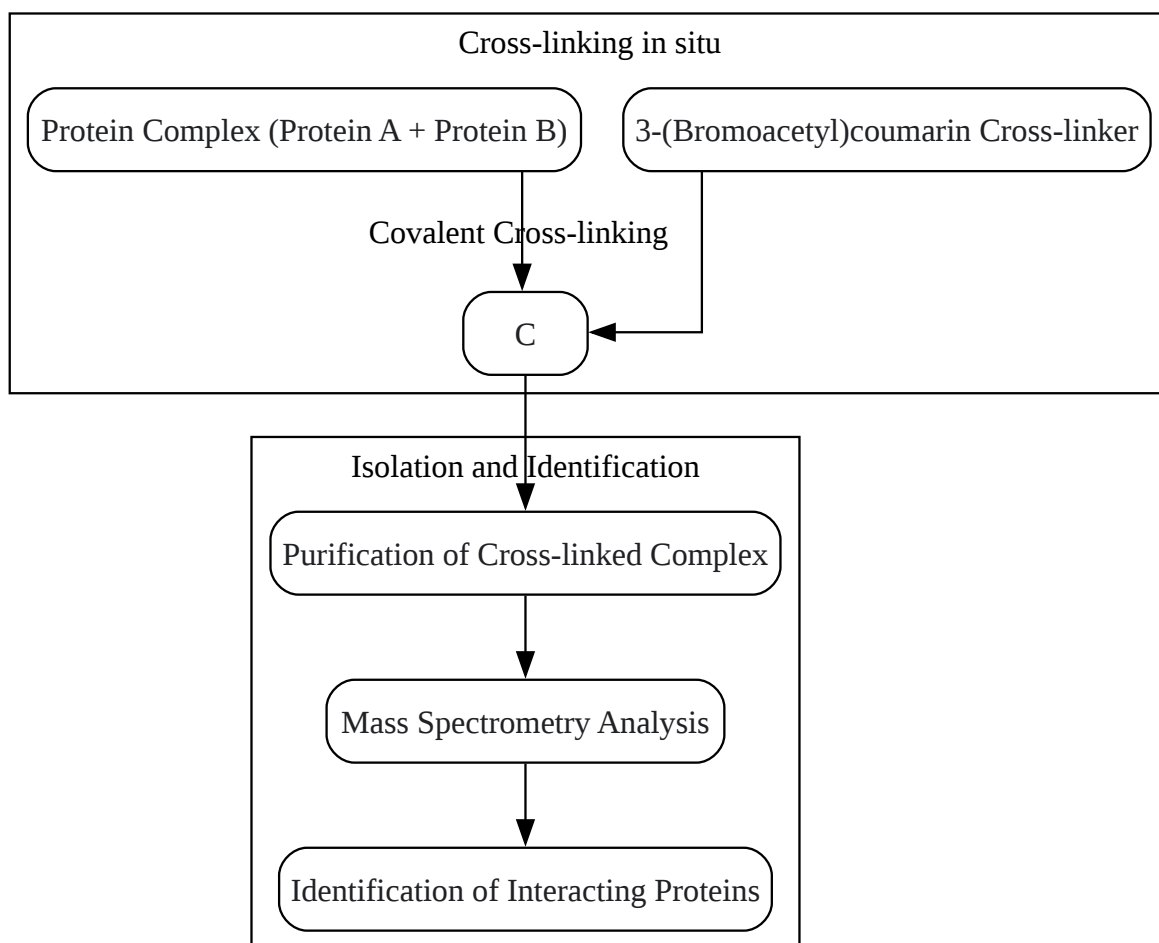 Cross-linking in situ
Protein Complex (Protein A + Protein B)
3-(Bromoacetyl)coumarin Cross-linker
Covalent Cross-linking
C
Isolation and Identification
Purification of Cross-linked Complex
Mass Spectrometry Analysis
Identification of Interacting Proteins